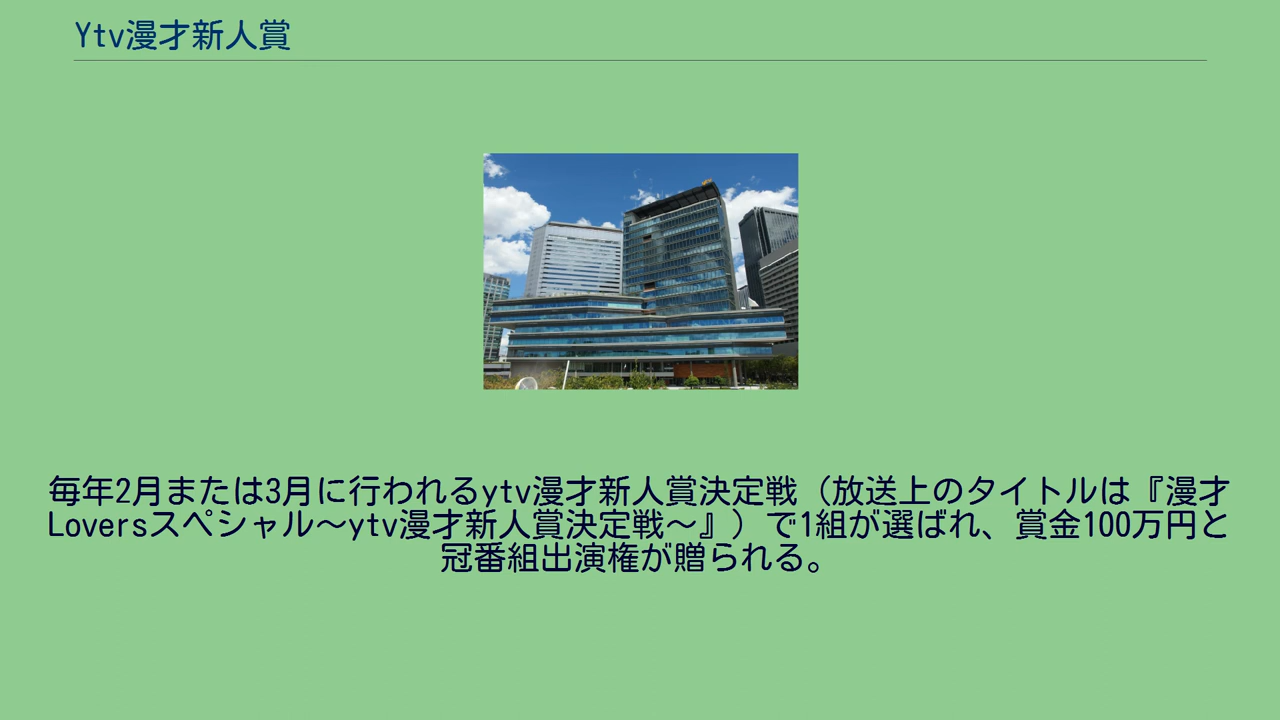 Ytv漫才新人賞
毎年2月または3月に行われるytv漫才新人賞決定戦（放送上のタイトルは『漫才
Loversスペシャル～ytv漫才新人賞決定戦～』）で1組が選ばれ、賞金100万円と
冠番組出演権が贈られる。